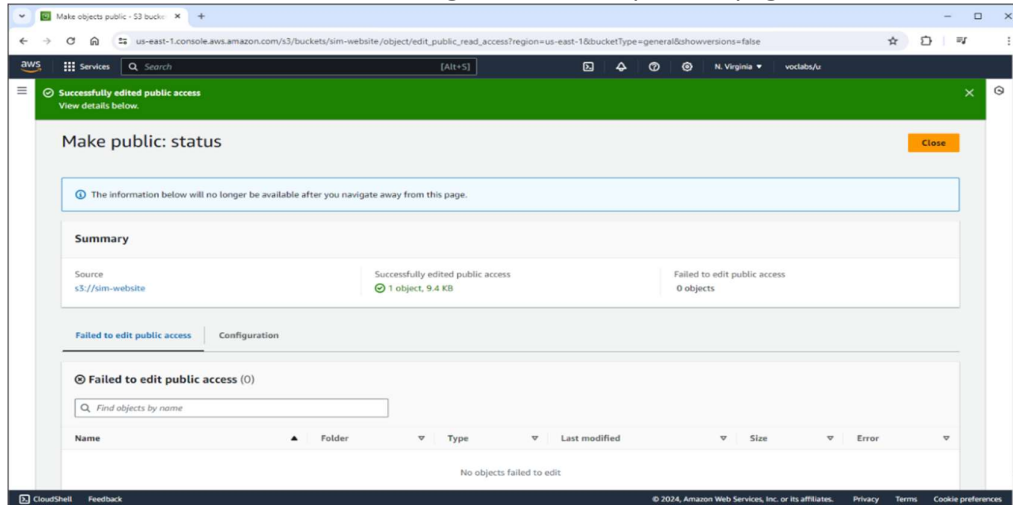 Make objects public - S3 bucke
us-east-1.console.aws.amazon.com/s3/buckets/sim-website/object/edit_public_read_access?region=us-east-1&bucketType=general&showversions=false
aws Services Search [Alt+S] N. Virginia voclabs/u
Successfully edited public access
View details below.
Make public: status Close
The information below will no longer be available after you navigate away from this page.
Summary
Source Successfully edited public access Failed to edit public access
s3://sim-website 1 object, 9.4 KB 0 objects
Failed to edit public access Configuration
Failed to edit public access (0)
Find objects by name
Name Folder Type Last modified Size Error
No objects failed to edit
CloudShell Feedback © 2024, Amazon Web Services, Inc. or its affiliates. Privacy Terms Cookie preferences